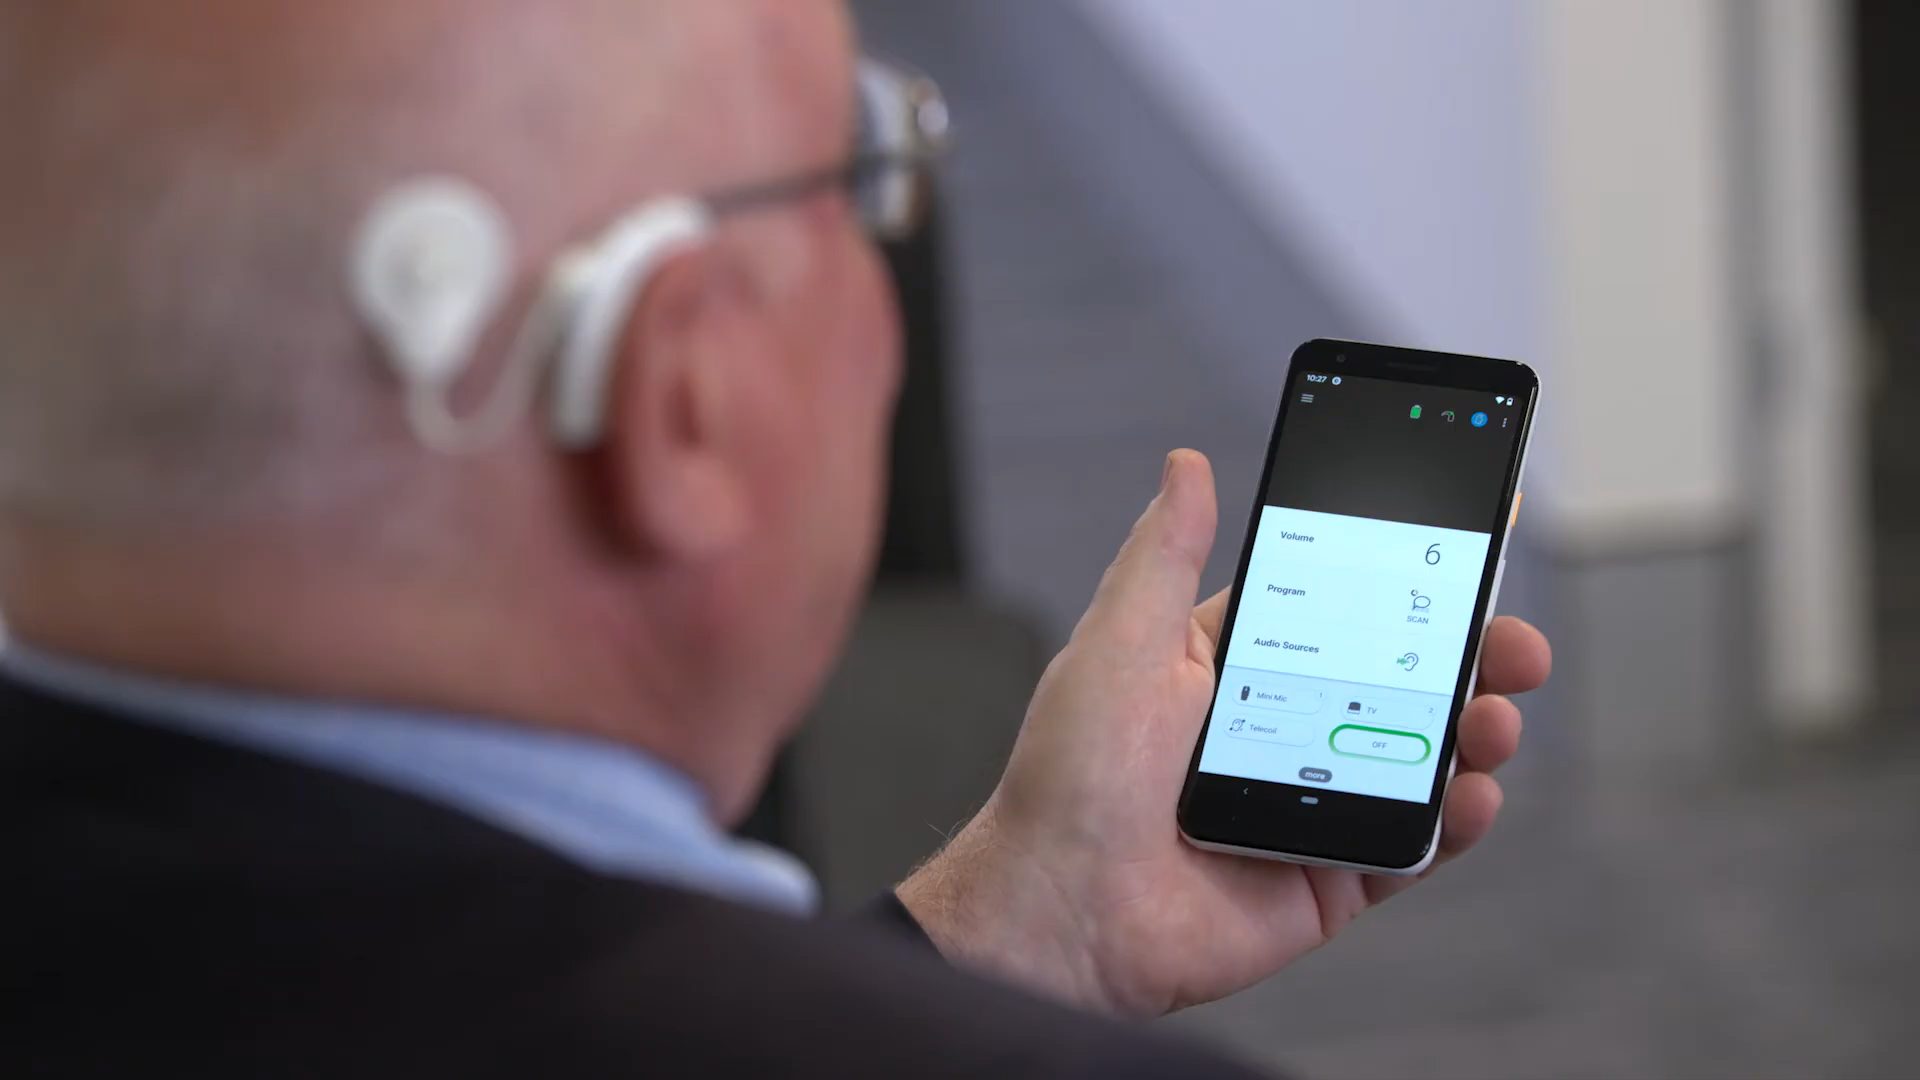 10:27
Volume 6
Program
SCAN
Audio Sources
Mini Mic 1
TV 2
Telecoil
OFF
more